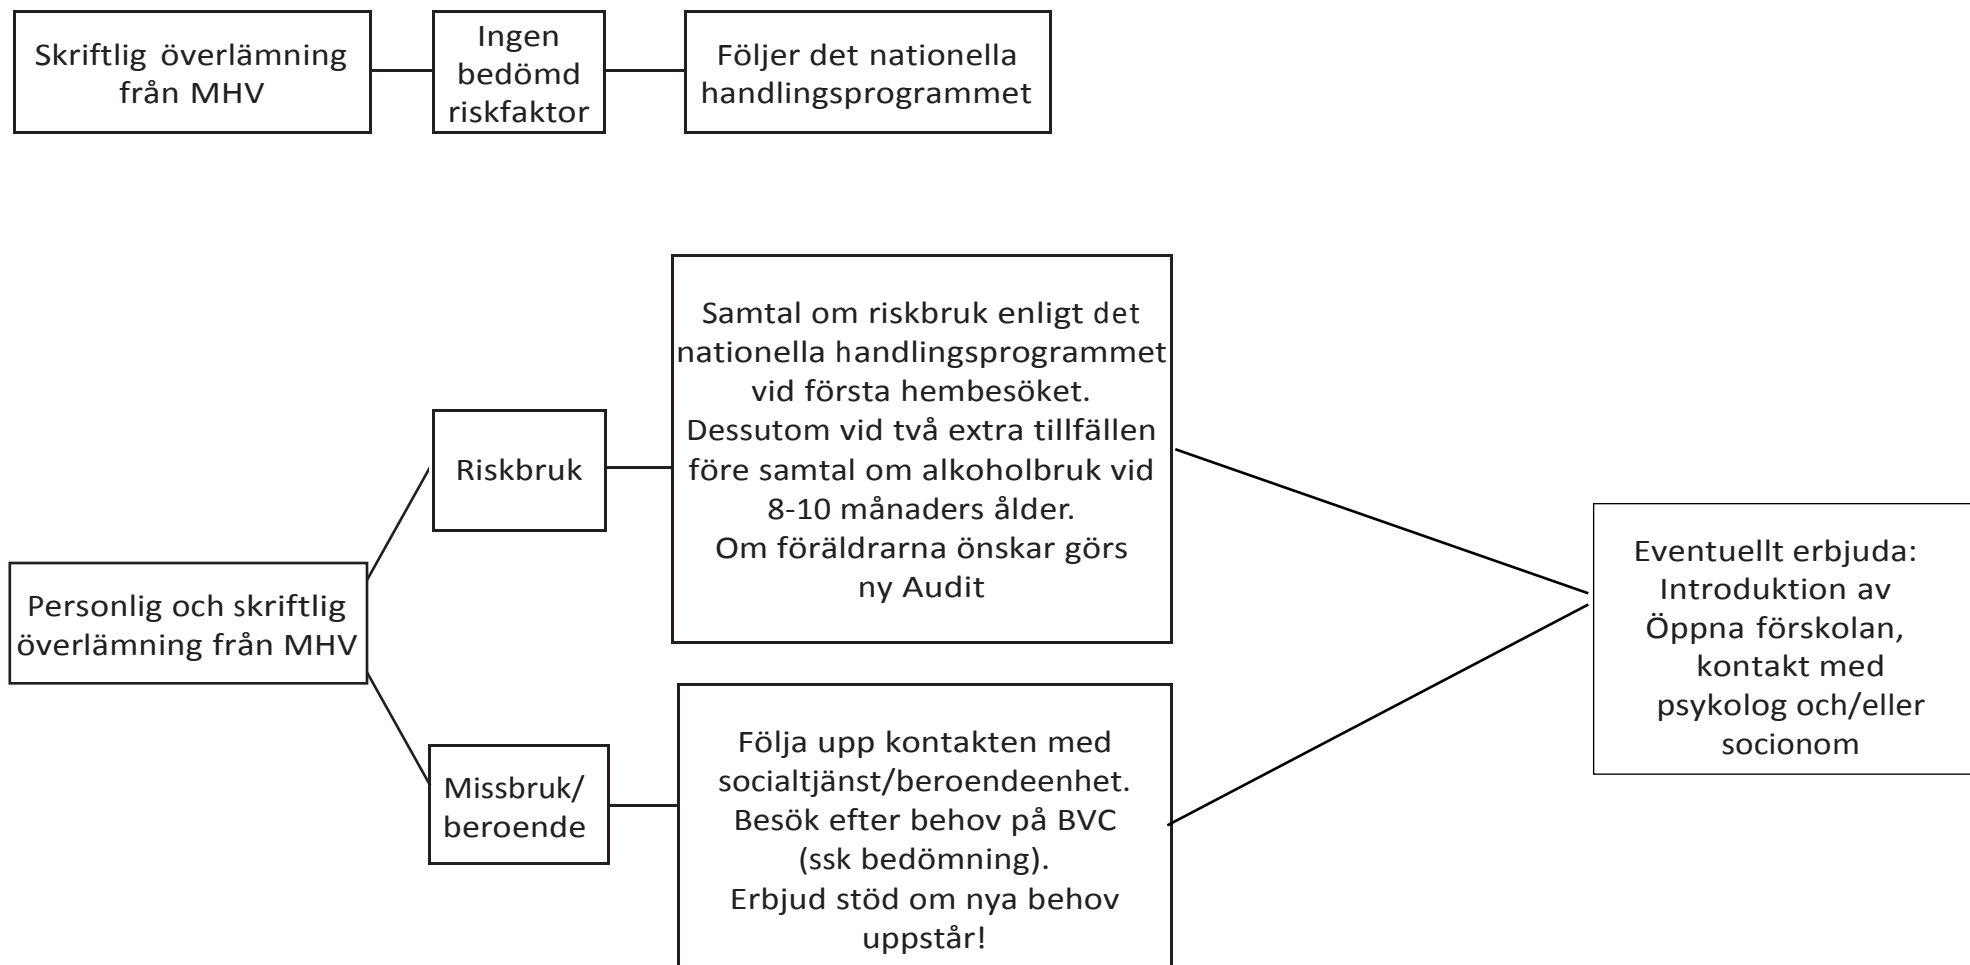 Skriftlig överlämning
från MHV
Ingen
bedömd
riskfaktor
Följer det nationella
handlingsprogrammet
Personlig och skriftlig
överlämning från MHV
Riskbruk
Samtal om riskbruk enligt det
nationella handlingsprogrammet
vid första hembesöket.
Dessutom vid två extra tillfällen
före samtal om alkoholbruk vid
8-10 månaders ålder.
Om föräldrarna önskar görs
ny Audit
Missbruk/
beroende
Följa upp kontakten med
socialtjänst/beroendeenhet.
Besök efter behov på BVC
(ssk bedömning).
Erbjud stöd om nya behov
uppstår!
Eventuellt erbjuda:
Introduktion av
Öppna förskolan,
kontakt med
psykolog och/eller
socionom